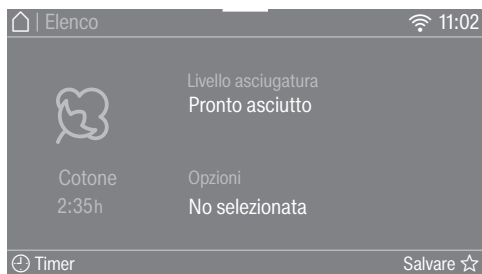 | Elenco
11:02
Livello asciugatura
Pronto asciutto
Cotone
2:35h
Opzioni
No selezionata
Timer
Salvare